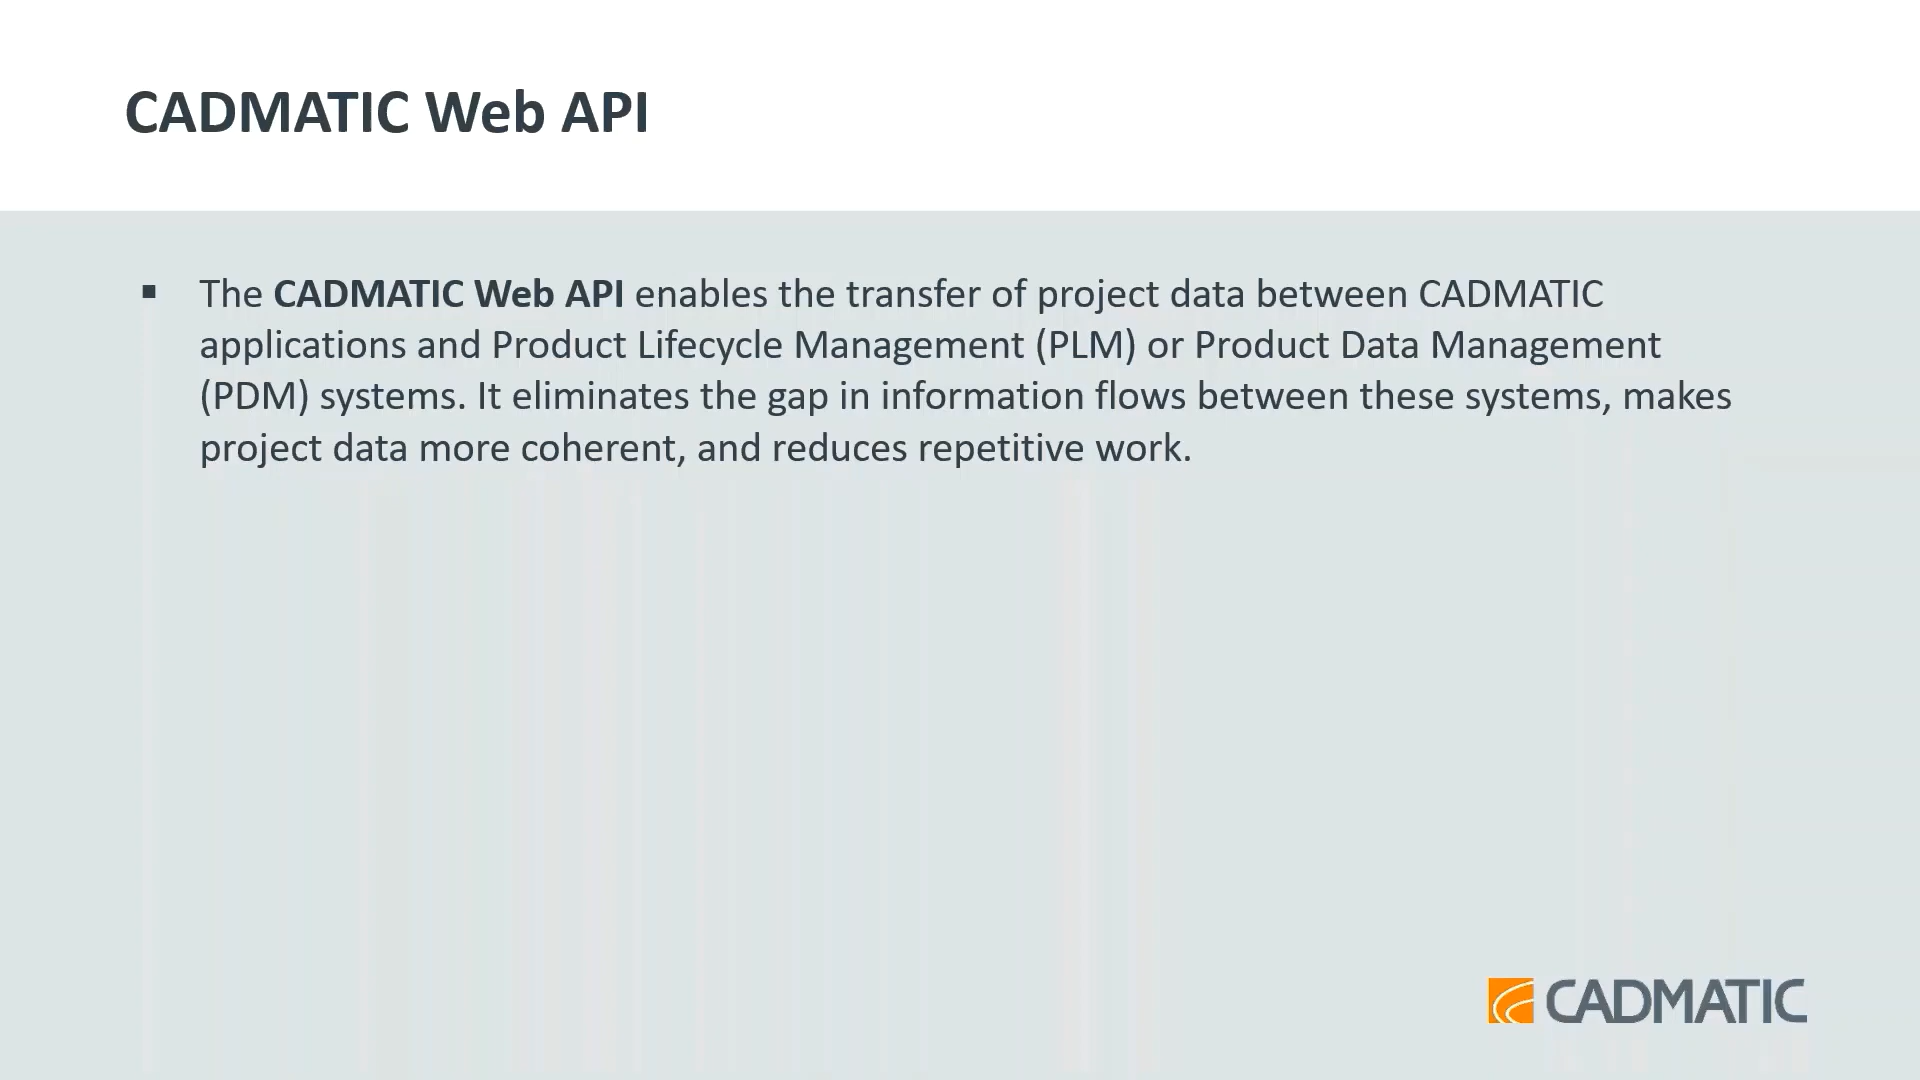 CADMATIC Web API
▪ The CADMATIC Web API enables the transfer of project data between CADMATIC
applications and Product Lifecycle Management (PLM) or Product Data Management
(PDM) systems. It eliminates the gap in information flows between these systems, makes
project data more coherent, and reduces repetitive work.
CADMATIC